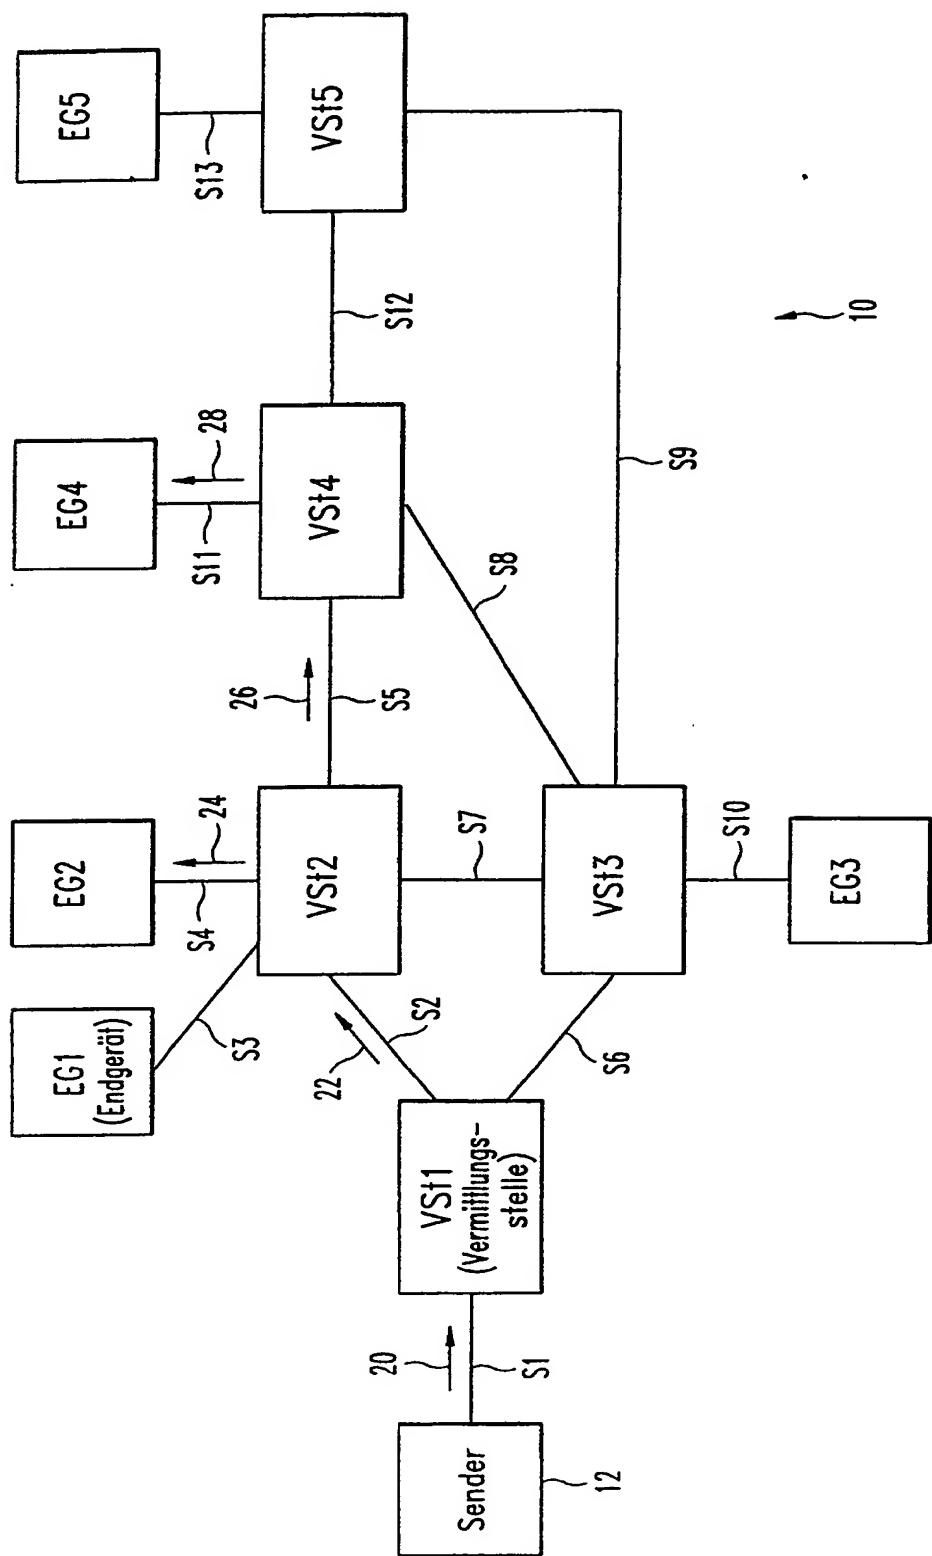 EG1
(Endgerät)
EG2
EG4
EG5
S3
S4
24
S11
28
S13
VSt2
VSt4
VSt5
22
S2
26
S5
S12
VSt1
(Vermittlungs-
stelle)
S7
S8
S6
VSt3
S9
Sender
20
S1
12
S10
EG3
10